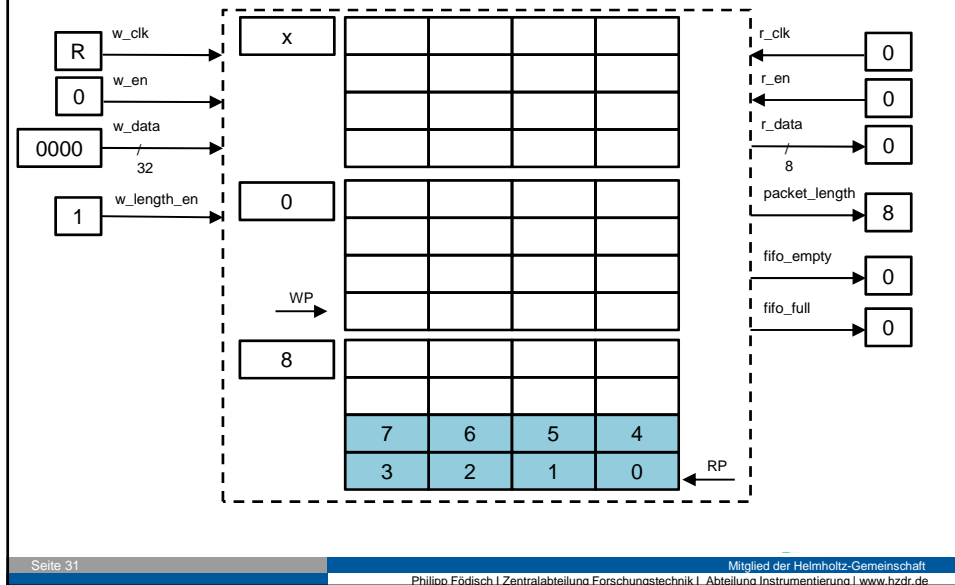 w_clk
R
w_en
0
w_data
0000
32
w_length_en
1
x
0
WP
8
7 6 5 4
3 2 1 0
RP
r_clk
0
r_en
0
r_data
0
8
packet_length
8
fifo_empty
0
fifo_full
0
Seite 31
Mitglied der Helmholtz-Gemeinschaft
Philipp Födisch I Zentralabteilung Forschungstechnik I Abteilung Instrumentierung | www.hzdr.de